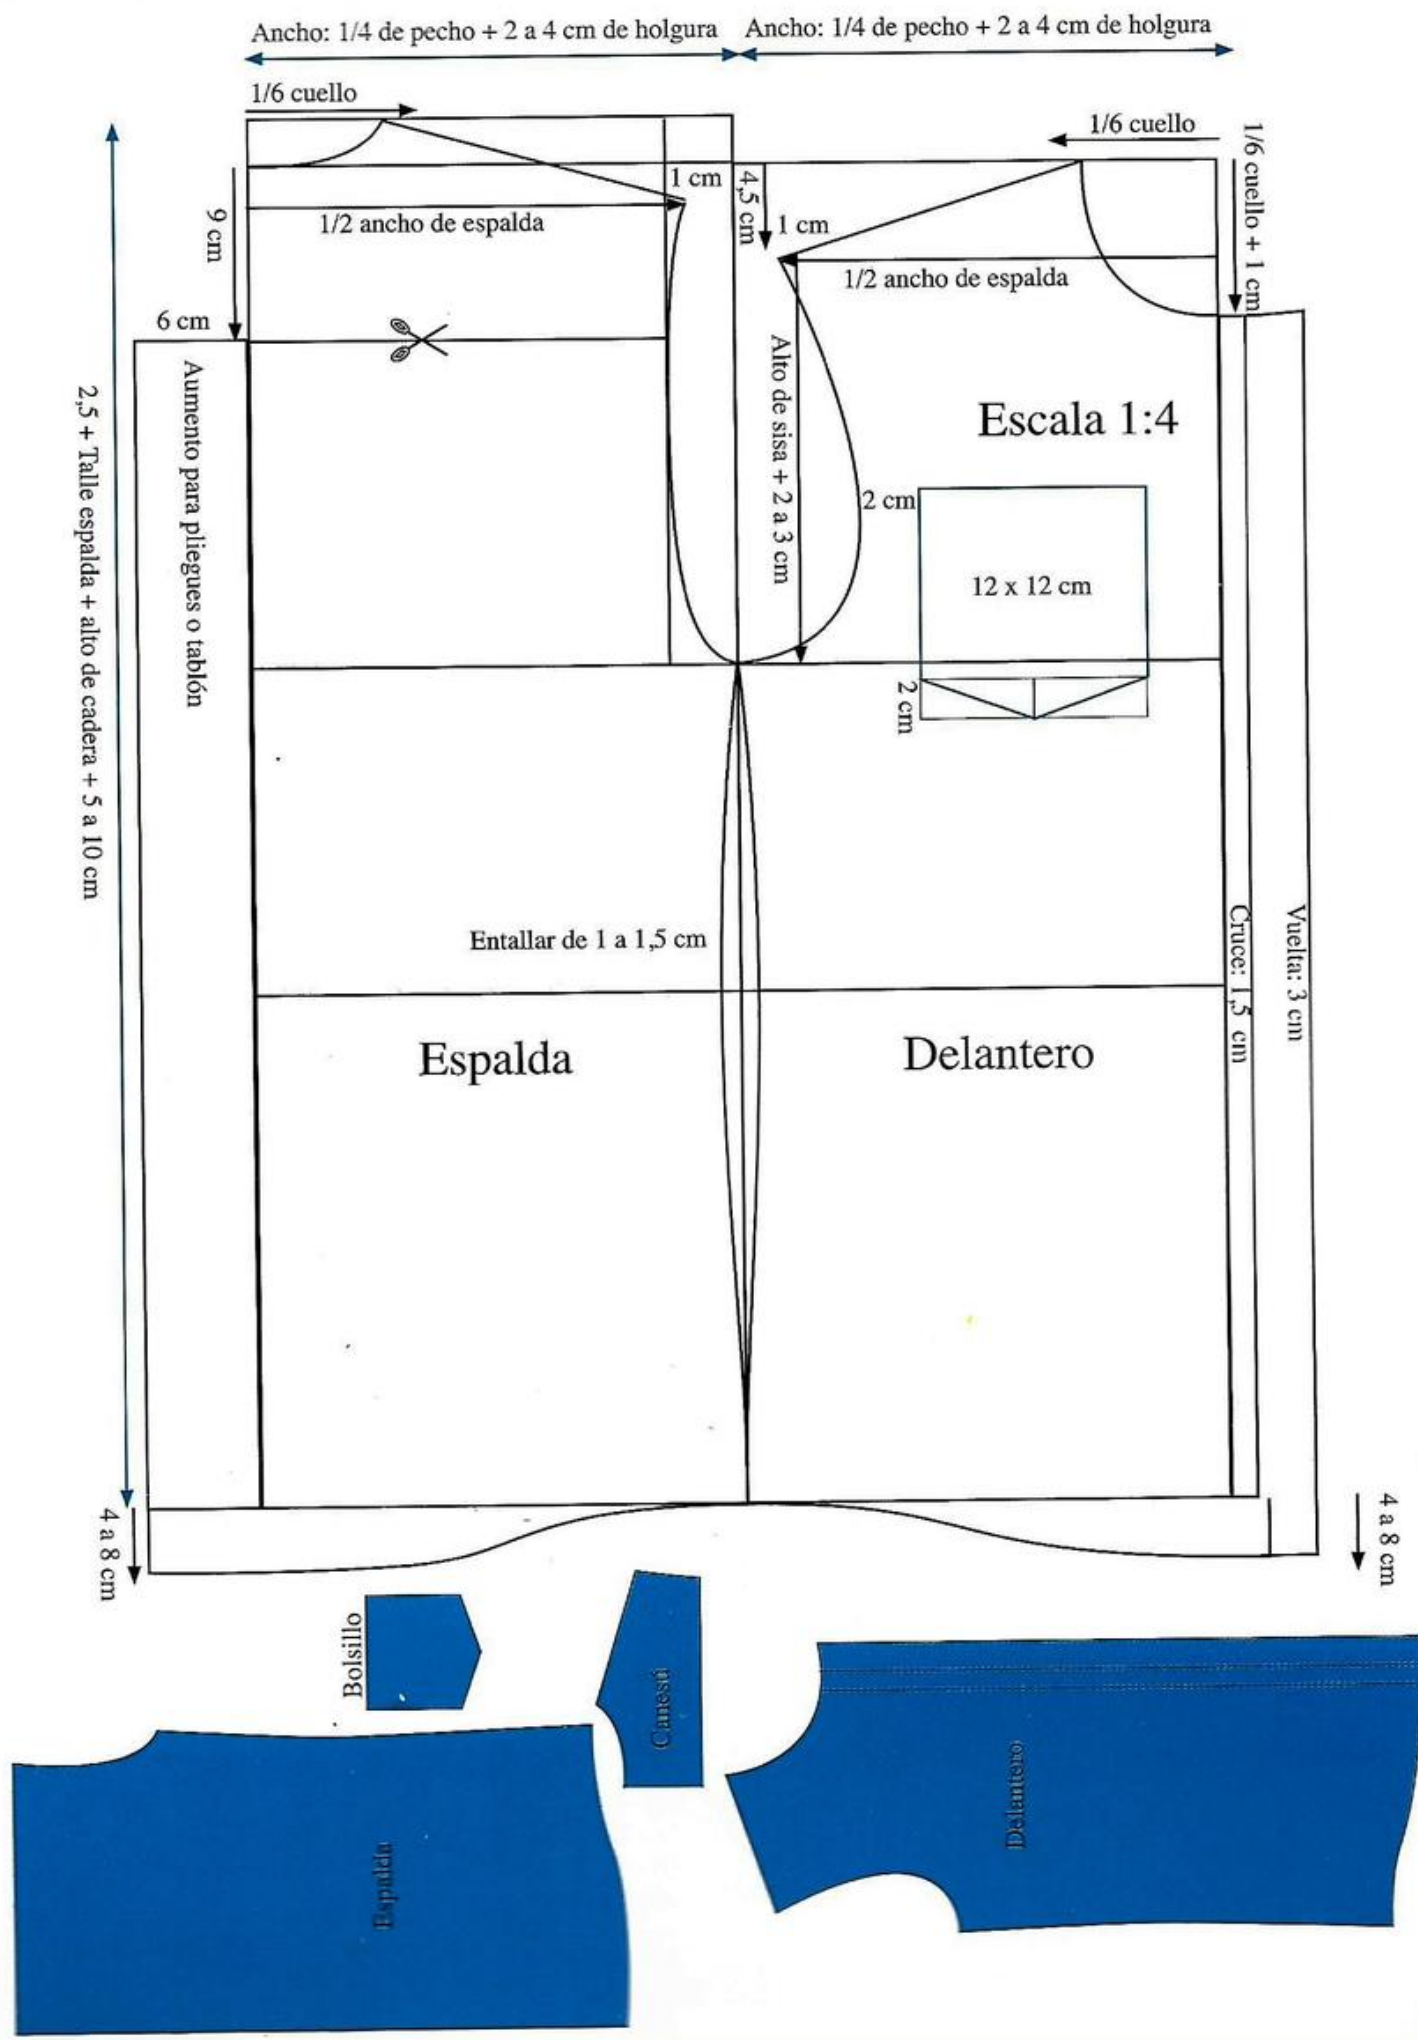 Ancho: 1/4 de pecho + 2 a 4 cm de holgura
Ancho: 1/4 de pecho + 2 a 4 cm de holgura
1/6 cuello
1/6 cuello
1/6 cuello + 1 cm
9 cm
1 cm
4,5 cm
1/2 ancho de espalda
1 cm
1/2 ancho de espalda
6 cm
Aumento para pliegues o tablón
2,5 + Talle espalda + alto de cadera + 5 a 10 cm
Alto de sisa + 2 a 3 cm
Escala 1:4
2 cm
12 x 12 cm
2 cm
Entallar de 1 a 1,5 cm
Cruce: 1,5 cm
Vuelta: 3 cm
Espalda
Delantero
4 a 8 cm
4 a 8 cm
Bolsillo
Canesú
Delantero
Espalda